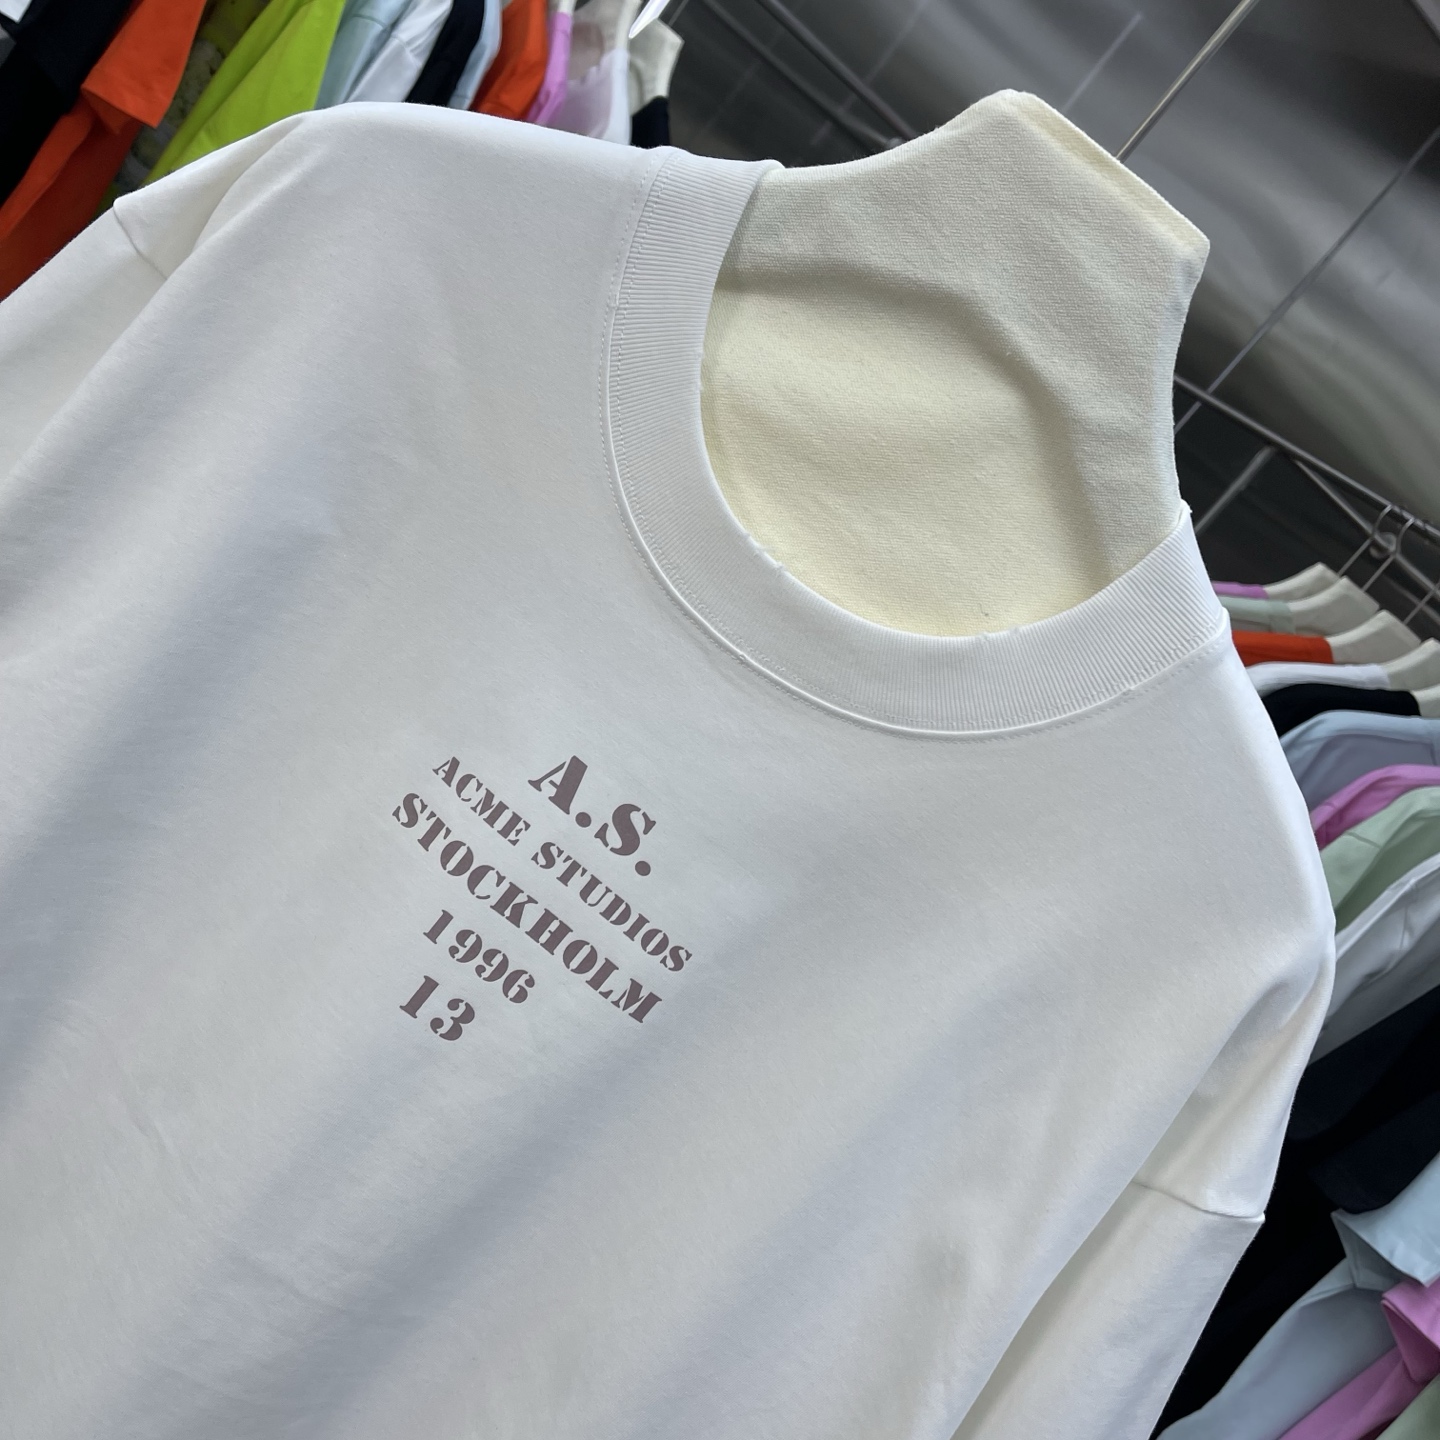 A.S.
ACME STUDIOS
STOCKHOLM
1996
13